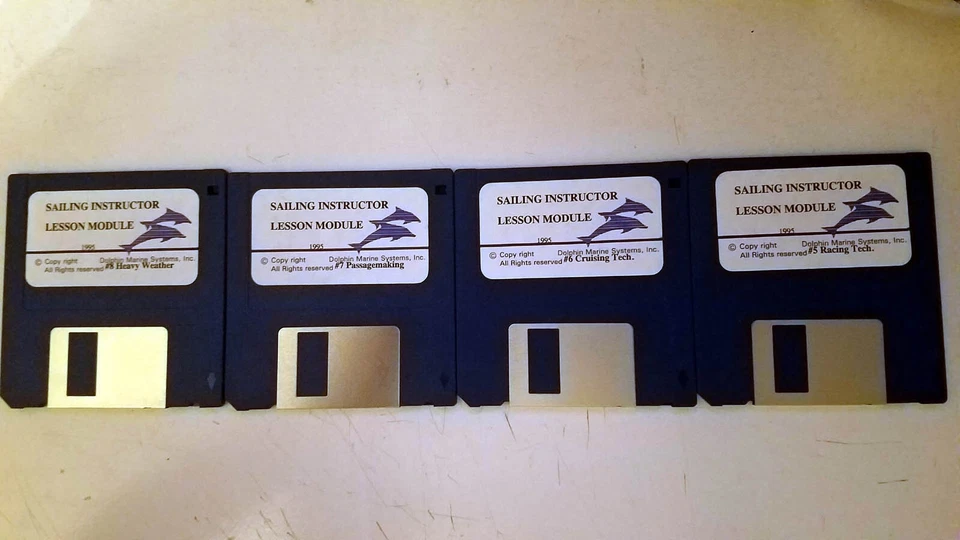 SAILING INSTRUCTOR
LESSON MODULE
1995
© Copy right Dolphin Marine Systems, Inc.
All Rights reserved #8 Heavy Weather
SAILING INSTRUCTOR
LESSON MODULE
1995
© Copy right Dolphin Marine Systems, Inc.
All Rights reserved #7 Passagemaking
SAILING INSTRUCTOR
LESSON MODULE
1995
© Copy right Dolphin Marine Systems, Inc.
All Rights reserved #6 Cruising Tech.
SAILING INSTRUCTOR
LESSON MODULE
1995
© Copy right Dolphin Marine Systems, Inc.
All Rights reserved #5 Racing Tech.